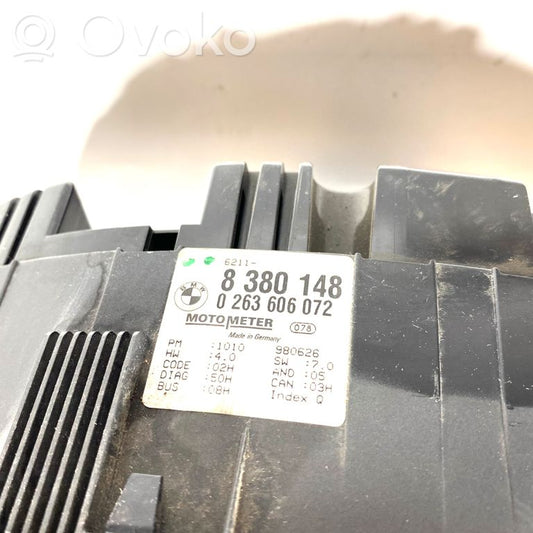 Ovoko
6211-
8 380 148
0 263 606 072
BMW
MOTOMETER
078
Made in Germany
PM :1010 980626
HW :4.0 SW :7.0
CODE :02H AND :05
DIAG :50H CAN :03H
BUS :08H Index Q